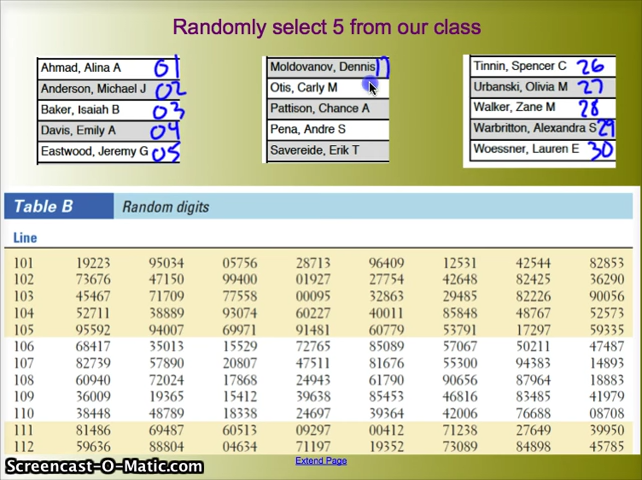 Randomly select 5 from our class
Ahmad, Alina A 01
Anderson, Michael J 02
Baker, Isaiah B 03
Davis, Emily A 04
Eastwood, Jeremy G 05
Moldovanov, Dennis 17
Otis, Carly M
Pattison, Chance A
Pena, Andre S
Savereide, Erik T
Tinnin, Spencer C 26
Urbanski, Olivia M 27
Walker, Zane M 28
Warbritton, Alexandra S 29
Woessner, Lauren E 30
Table B Random digits
Line
101 19223 95034 05756 28713 96409 12531 42544 82853
102 73676 47150 99400 01927 27754 42648 82425 36290
103 45467 71709 77558 00095 32863 29485 82226 90056
104 52711 38889 93074 60227 40011 85848 48767 52573
105 95592 94007 69971 91481 60779 53791 17297 59335
106 68417 35013 15529 72765 85089 57067 50211 47487
107 82739 57890 20807 47511 81676 55300 94383 14893
108 60940 72024 17868 24943 61790 90656 87964 18883
109 36009 19365 15412 39638 85453 46816 83485 41979
110 38448 48789 18338 24697 39364 42006 76688 08708
111 81486 69487 60513 09297 00412 71238 27649 39950
112 59636 88804 04634 71197 19352 73089 84898 45785
Screencast-O-Matic.com
Extend Page